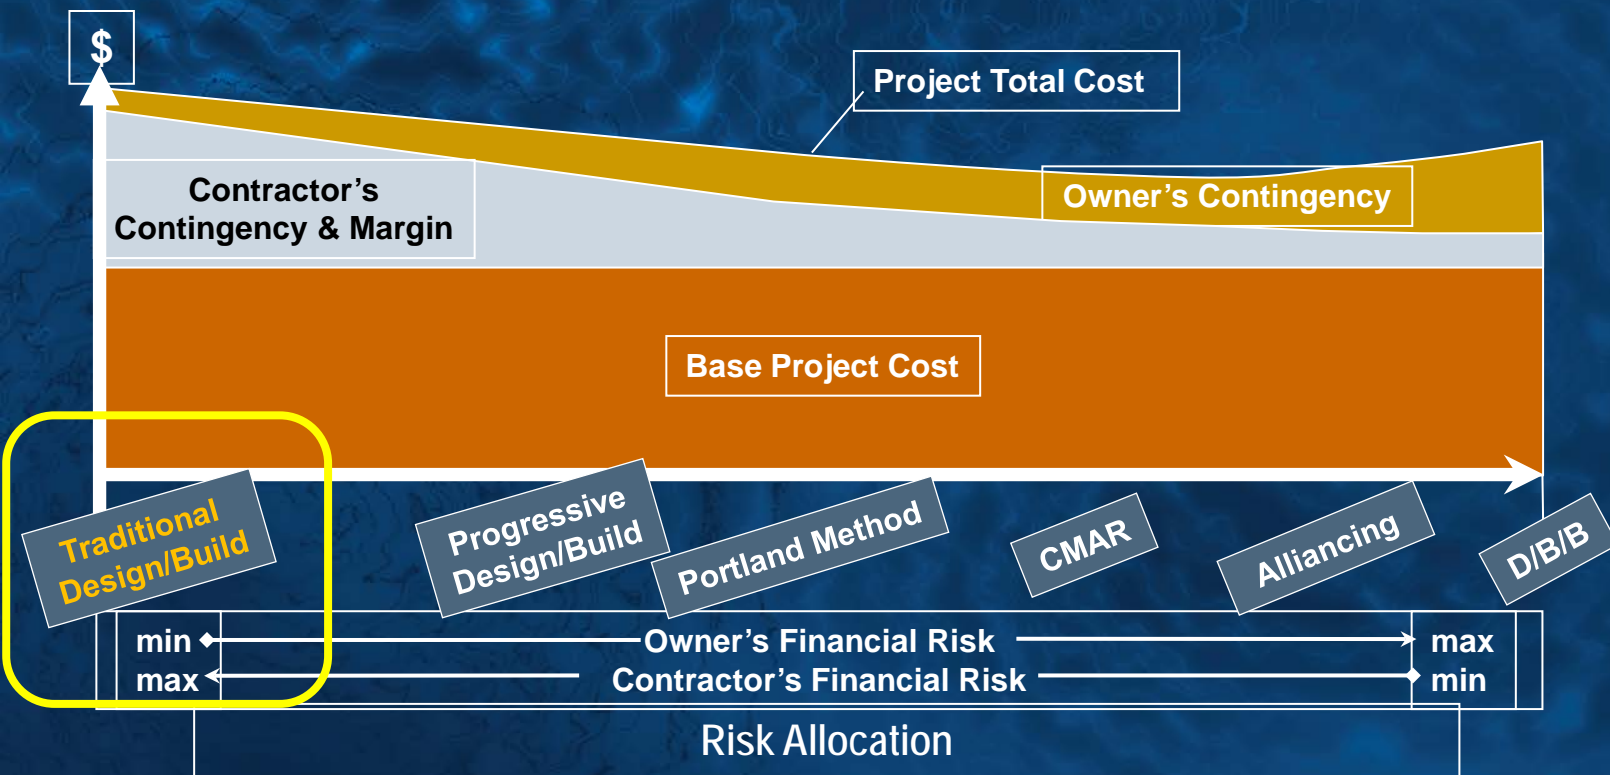 $
Project Total Cost
Contractor’s
Contingency & Margin
Owner’s Contingency
Base Project Cost
Traditional
Design/Build
Progressive
Design/Build
Portland Method
CMAR
Alliancing
D/B/B
min Owner’s Financial Risk max
max Contractor’s Financial Risk min
Risk Allocation